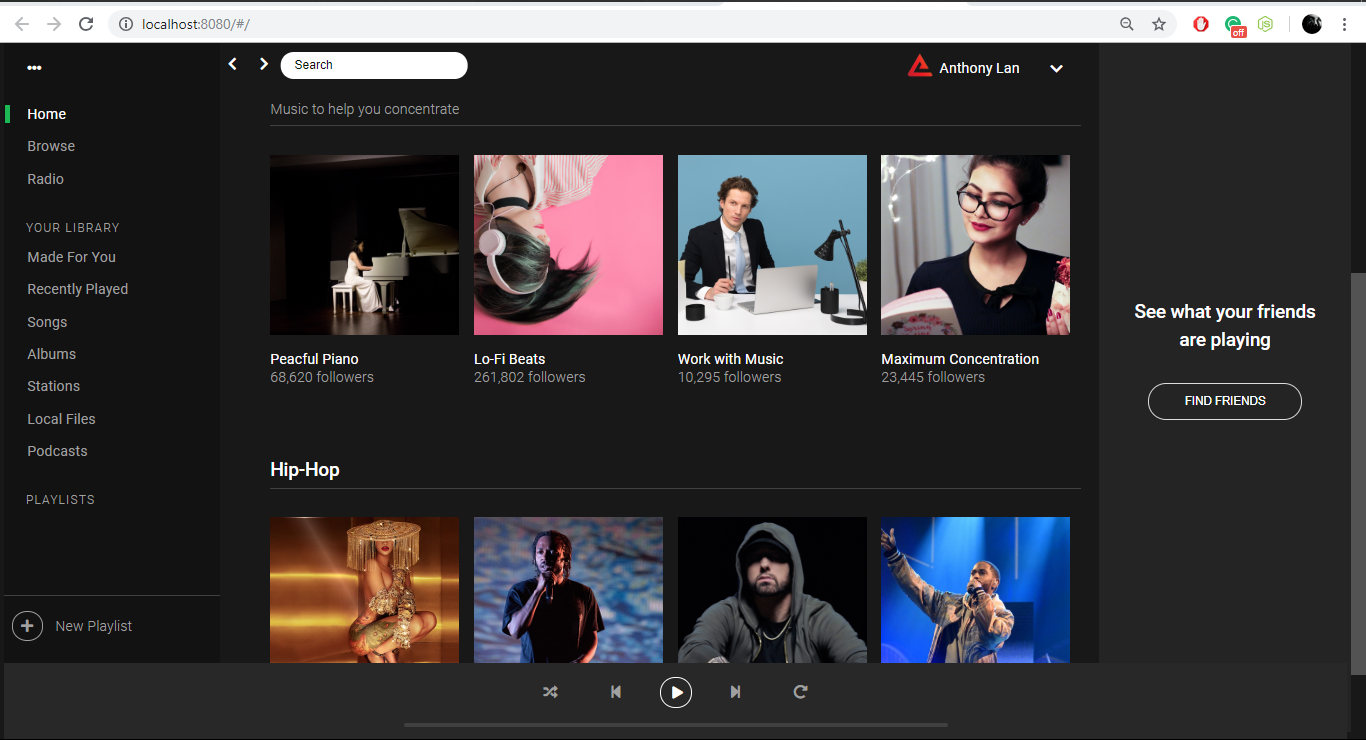 localhost:8080/#/
off
•••
Home
Browse
Radio
YOUR LIBRARY
Made For You
Recently Played
Songs
Albums
Stations
Local Files
Podcasts
PLAYLISTS
New Playlist
Search
Anthony Lan
Music to help you concentrate
Peacful Piano
68,620 followers
Lo-Fi Beats
261,802 followers
Work with Music
10,295 followers
Maximum Concentration
23,445 followers
Hip-Hop
See what your friends
are playing
FIND FRIENDS